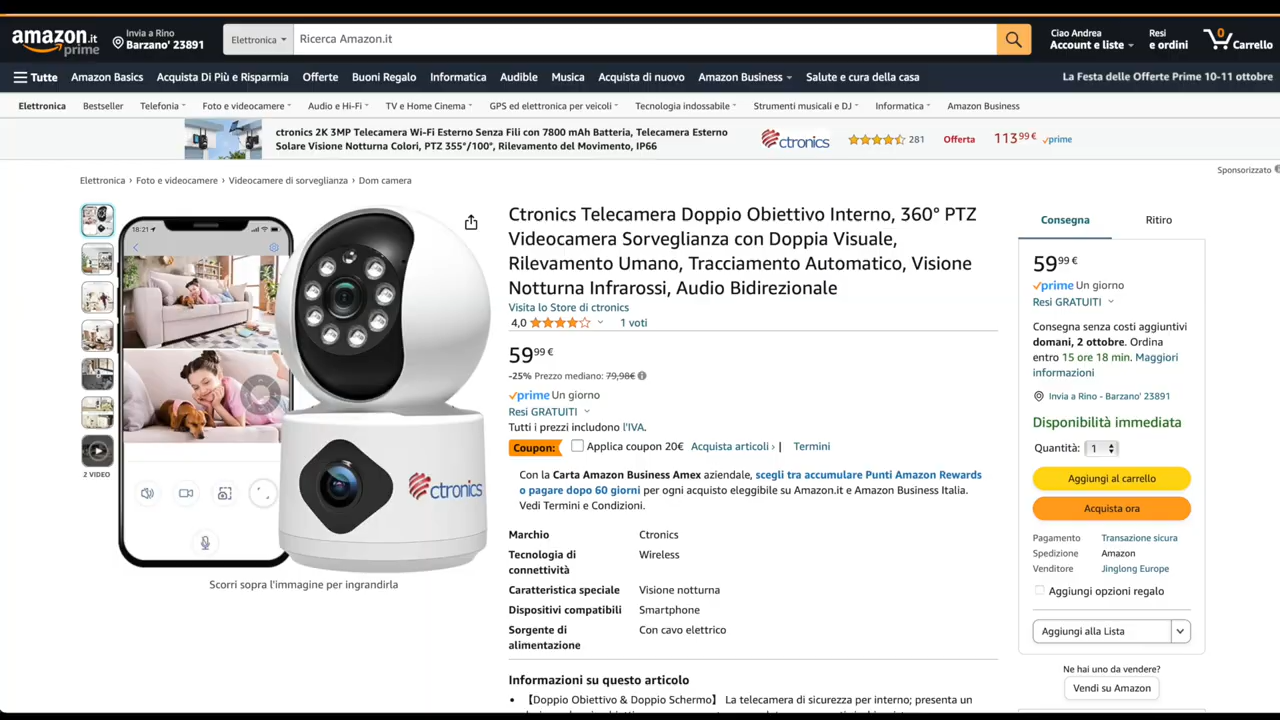 amazon.it
prime
Invia a Rino
Barzano' 23891
Elettronica
Ricerca Amazon.it
Ciao Andrea
Account e liste
Resi
e ordini
0
Carrello
Tutte
Amazon Basics
Acquista Di Più e Risparmia
Offerte
Buoni Regalo
Informatica
Audible
Musica
Acquista di nuovo
Amazon Business
Salute e cura della casa
La Festa delle Offerte Prime 10-11 ottobre
Elettronica
Bestseller
Telefonia
Foto e videocamere
Audio e Hi-Fi
TV e Home Cinema
GPS ed elettronica per veicoli
Tecnologia indossabile
Strumenti musicali e DJ
Informatica
Amazon Business
ctronics 2K 3MP Telecamera Wi-Fi Esterno Senza Fili con 7800 mAh Batteria, Telecamera Esterno
Solare Visione Notturna Colori, PTZ 355°/100°, Rilevamento del Movimento, IP66
ctronics
281
Offerta
113,99 €
prime
Sponsorizzato
Elettronica › Foto e videocamere › Videocamere di sorveglianza › Dom camera
18:21
ctronics
2 VIDEO
Scorri sopra l'immagine per ingrandirla
Ctronics Telecamera Doppio Obiettivo Interno, 360° PTZ
Videocamera Sorveglianza con Doppia Visuale,
Rilevamento Umano, Tracciamento Automatico, Visione
Notturna Infrarossi, Audio Bidirezionale
Visita lo Store di ctronics
4,0
1 voti
59,99 €
-25% Prezzo mediano: 79,98€
prime Un giorno
Resi GRATUITI
Tutti i prezzi includono l'IVA.
Coupon: Applica coupon 20€ Acquista articoli › | Termini
Con la Carta Amazon Business Amex aziendale, scegli tra accumulare Punti Amazon Rewards
o pagare dopo 60 giorni per ogni acquisto eleggibile su Amazon.it e Amazon Business Italia.
Vedi Termini e Condizioni.
Marchio Ctronics
Tecnologia di
connettività
Wireless
Caratteristica speciale Visione notturna
Dispositivi compatibili Smartphone
Sorgente di
alimentazione
Con cavo elettrico
Informazioni su questo articolo
• 【Doppio Obiettivo & Doppio Schermo】 La telecamera di sicurezza per interno; presenta un
Consegna
Ritiro
59,99 €
prime Un giorno
Resi GRATUITI
Consegna senza costi aggiuntivi
domani, 2 ottobre. Ordina
entro 15 ore 18 min. Maggiori
informazioni
Invia a Rino - Barzano' 23891
Disponibilità immediata
Quantità: 1
Aggiungi al carrello
Acquista ora
Pagamento Transazione sicura
Spedizione Amazon
Venditore Jinglong Europe
Aggiungi opzioni regalo
Aggiungi alla Lista
Ne hai uno da vendere?
Vendi su Amazon